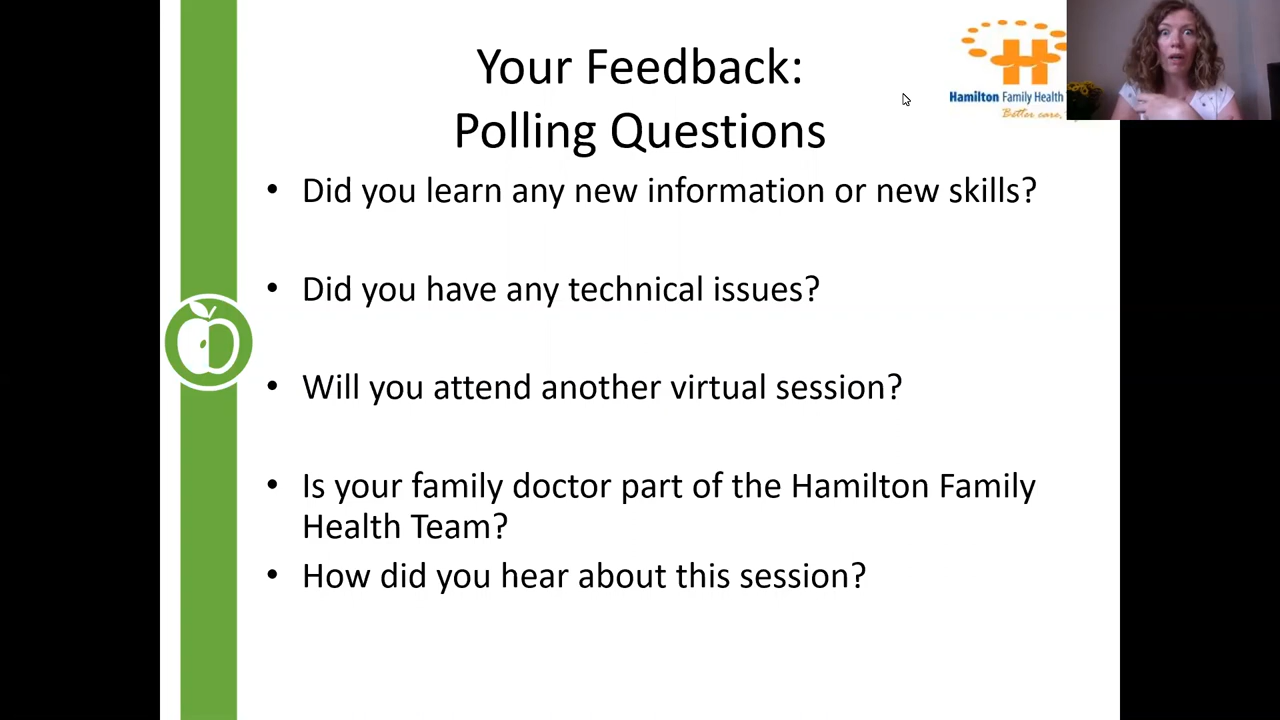 Your Feedback:
Polling Questions
Hamilton Family Health
Better care,
• Did you learn any new information or new skills?
• Did you have any technical issues?
• Will you attend another virtual session?
• Is your family doctor part of the Hamilton Family
Health Team?
• How did you hear about this session?